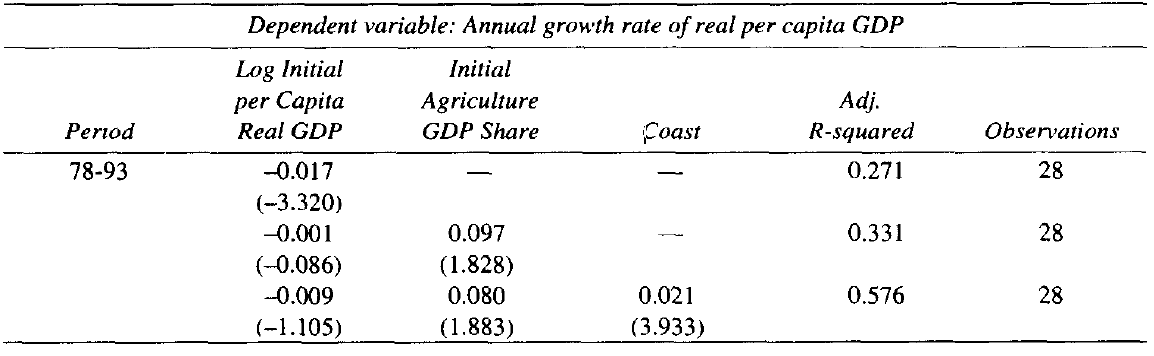 Dependent variable: Annual growth rate of real per capita GDP
Log Initial Initial
per Capita Agriculture Adj.
Period Real GDP GDP Share Coast R-squared Observations
78-93 –0.017 — — 0.271 28
(–3.320)
–0.001 0.097 — 0.331 28
(–0.086) (1.828)
–0.009 0.080 0.021 0.576 28
(–1.105) (1.883) (3.933)